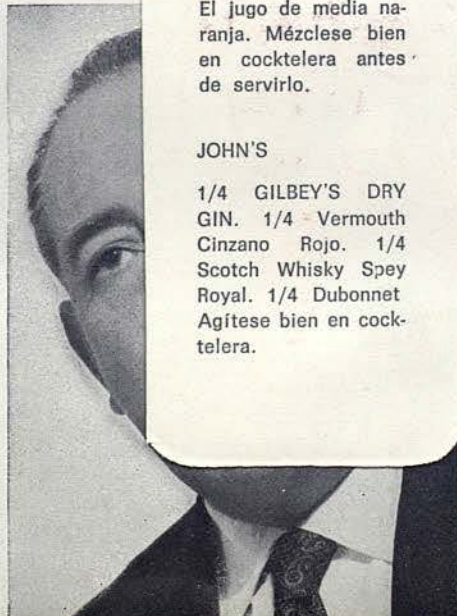 El jugo de media na-
ranja. Mézclese bien
en cocktelera antes
de servirlo.
JOHN'S
1/4 GILBEY'S DRY
GIN. 1/4 Vermouth
Cinzano Rojo. 1/4
Scotch Whisky Spey
Royal. 1/4 Dubonnet
Agítese bien en cock-
telera.